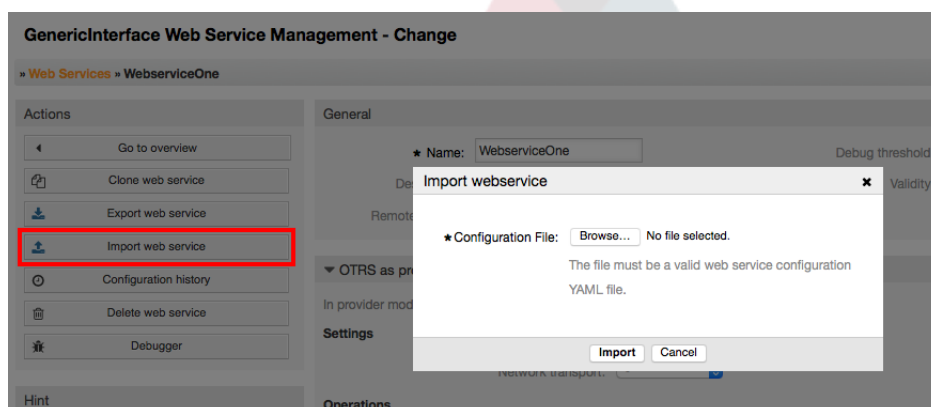 GenericInterface Web Service Management - Change
» Web Services » WebserviceOne
Actions
Go to overview
Clone web service
Export web service
Import web service
Configuration history
Delete web service
Debugger
Hint
General
★ Name: WebserviceOne
Debug threshold
Validity
Remote
Import webservice
★ Configuration File: Browse... No file selected.
The file must be a valid web service configuration
YAML file.
Import Cancel
▼ OTRS as pr
In provider mod
Settings
Network transport:
Operations